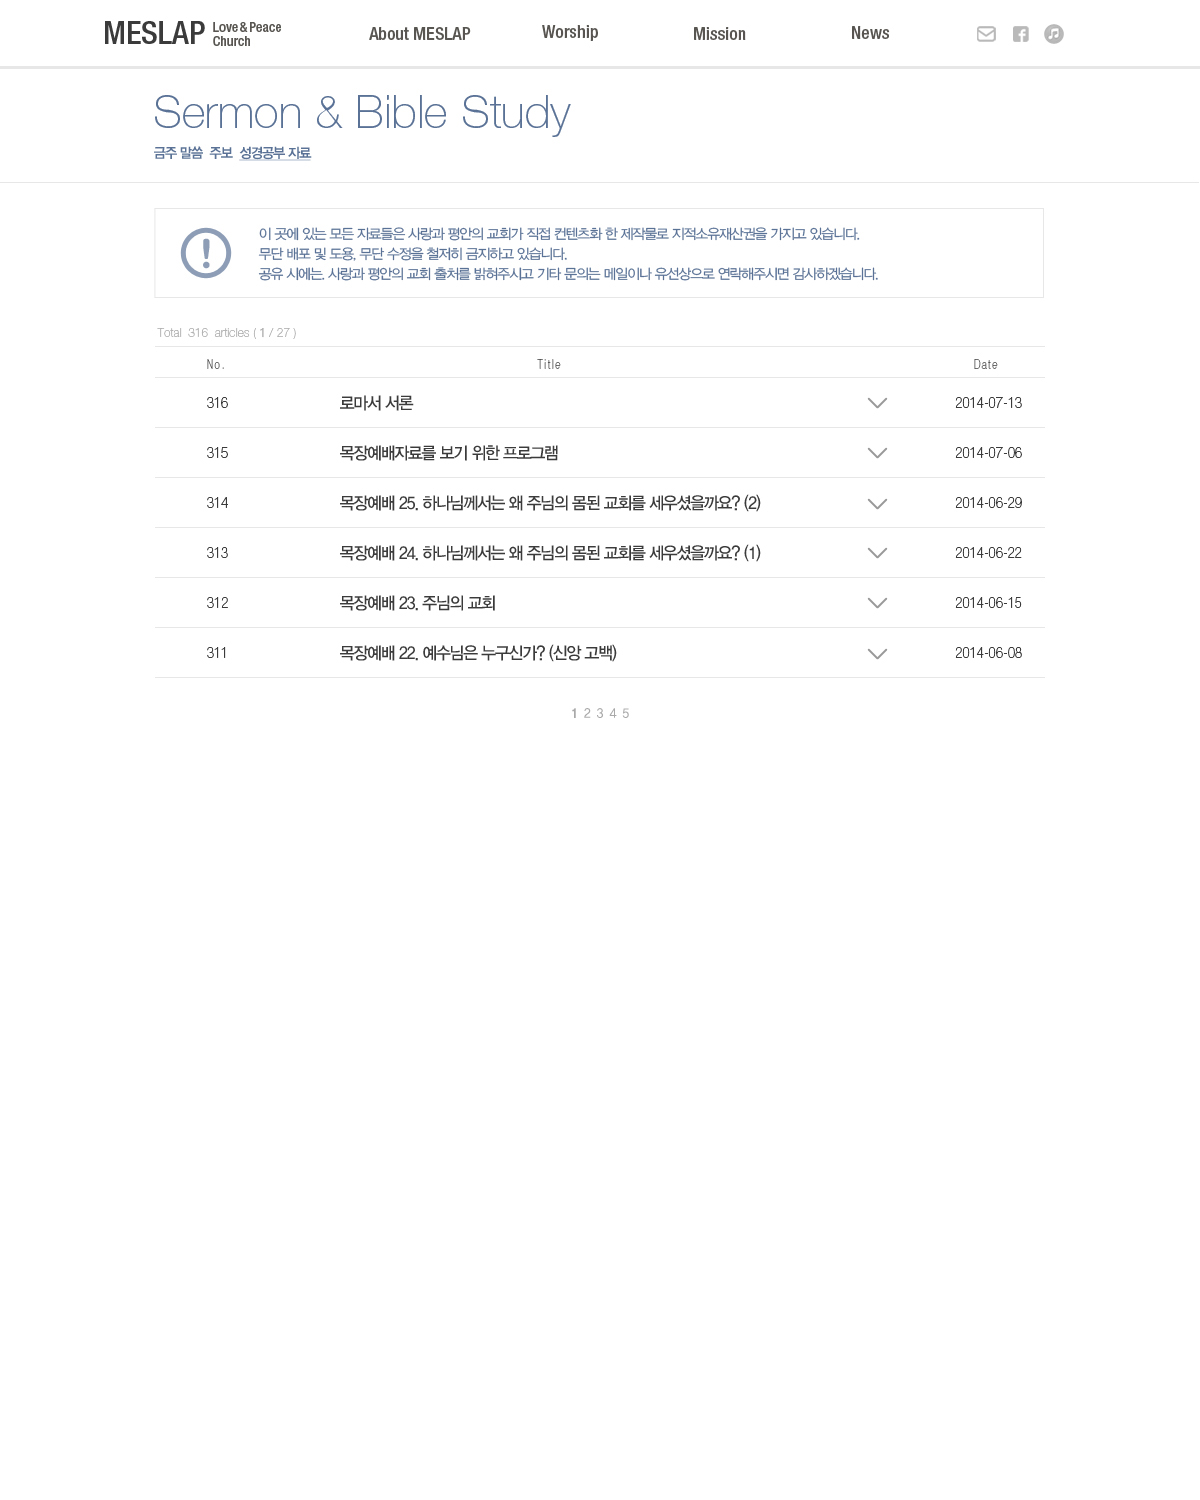 MESLAP Love & Peace Church
About MESLAP Worship Mission News
Sermon & Bible Study
금주 말씀 주보 성경공부 자료
이 곳에 있는 모든 자료들은 사랑과 평안의 교회가 직접 컨텐츠화 한 제작물로 지적소유재산권을 가지고 있습니다.
무단 배포 및 도용, 무단 수정을 철저히 금지하고 있습니다.
공유 시에는, 사랑과 평안의 교회 출처를 밝혀주시고 기타 문의는 메일이나 유선상으로 연락해주시면 감사하겠습니다.
Total 316 articles ( 1 / 27 )
No. Title Date
316 로마서 서론 2014-07-13
315 목장예배자료를 보기 위한 프로그램 2014-07-06
314 목장예배 25. 하나님께서는 왜 주님의 몸된 교회를 세우셨을까요? (2) 2014-06-29
313 목장예배 24. 하나님께서는 왜 주님의 몸된 교회를 세우셨을까요? (1) 2014-06-22
312 목장예배 23. 주님의 교회 2014-06-15
311 목장예배 22. 예수님은 누구신가? (신앙 고백) 2014-06-08
1 2 3 4 5